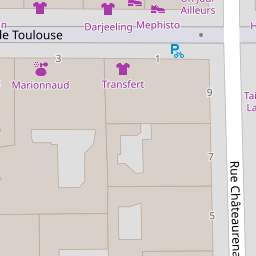 Ailleurs
Darjeeling
Mephisto
de Toulouse
3
1
Marionnaud
Transfert
9
7
5
Rue Châteaurena